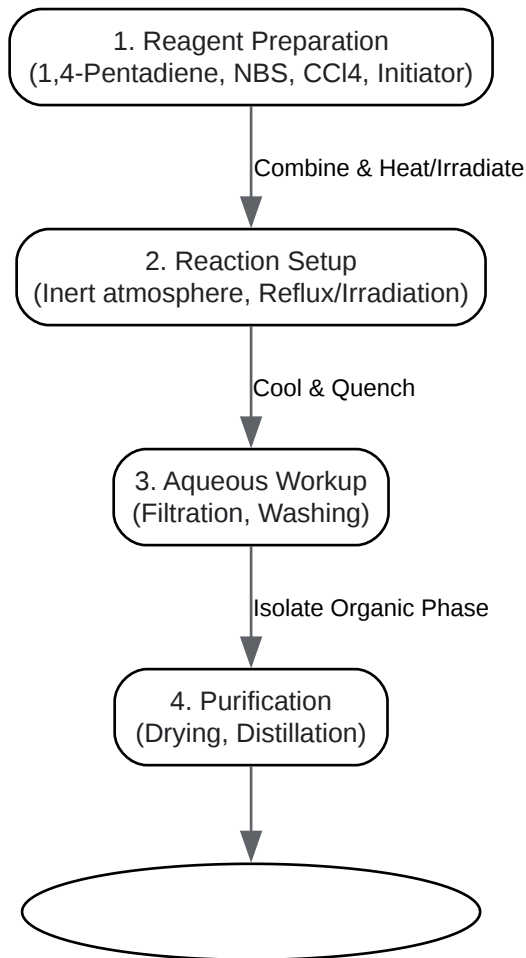 1. Reagent Preparation
(1,4-Pentadiene, NBS, CCl4, Initiator)
Combine & Heat/Irradiate
2. Reaction Setup
(Inert atmosphere, Reflux/Irradiation)
Cool & Quench
3. Aqueous Workup
(Filtration, Washing)
Isolate Organic Phase
4. Purification
(Drying, Distillation)